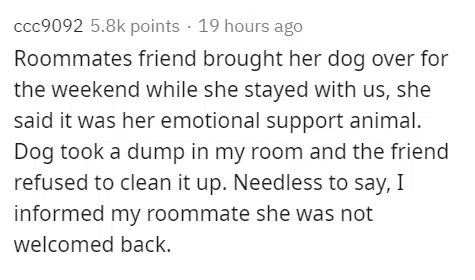 ccc9092 5.8k points · 19 hours ago
Roommates friend brought her dog over for
the weekend while she stayed with us, she
said it was her emotional support animal.
Dog took a dump in my room and the friend
refused to clean it up. Needless to say, I
informed my roommate she was not
welcomed back.